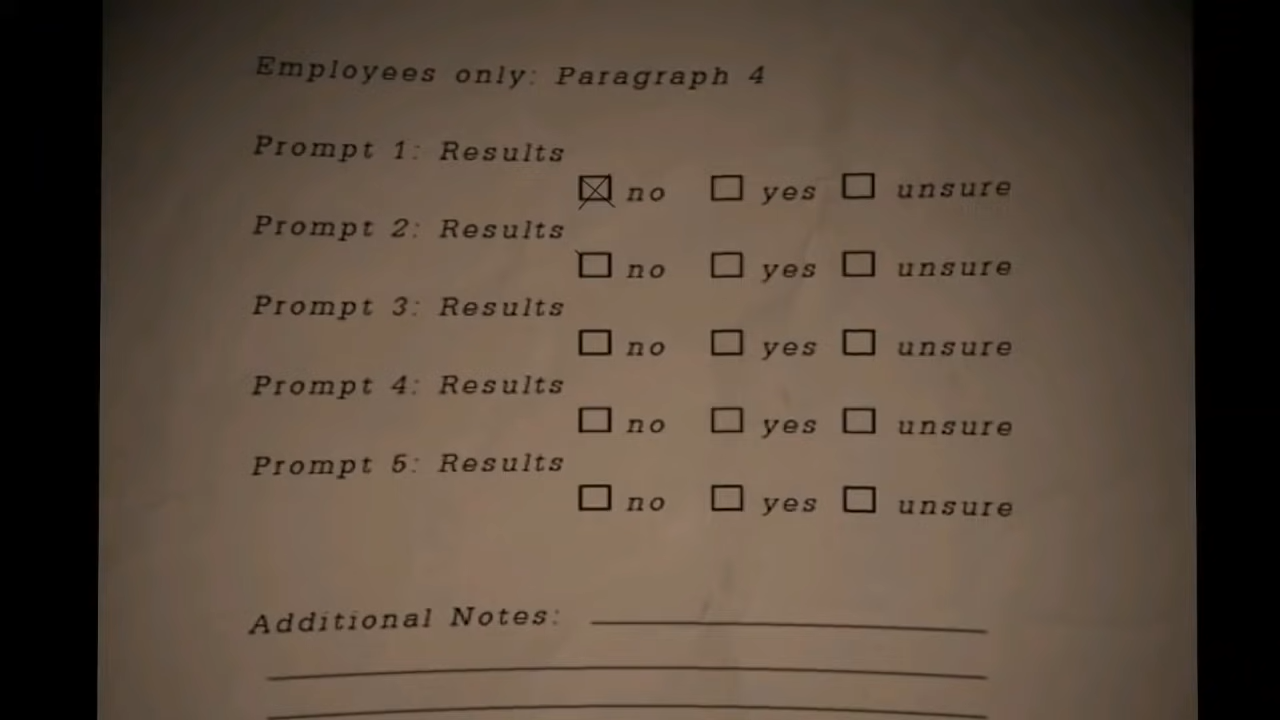 Employees only: Paragraph 4
Prompt 1: Results
☒ no ☐ yes ☐ unsure
Prompt 2: Results
☐ no ☐ yes ☐ unsure
Prompt 3: Results
☐ no ☐ yes ☐ unsure
Prompt 4: Results
☐ no ☐ yes ☐ unsure
Prompt 5: Results
☐ no ☐ yes ☐ unsure
Additional Notes: